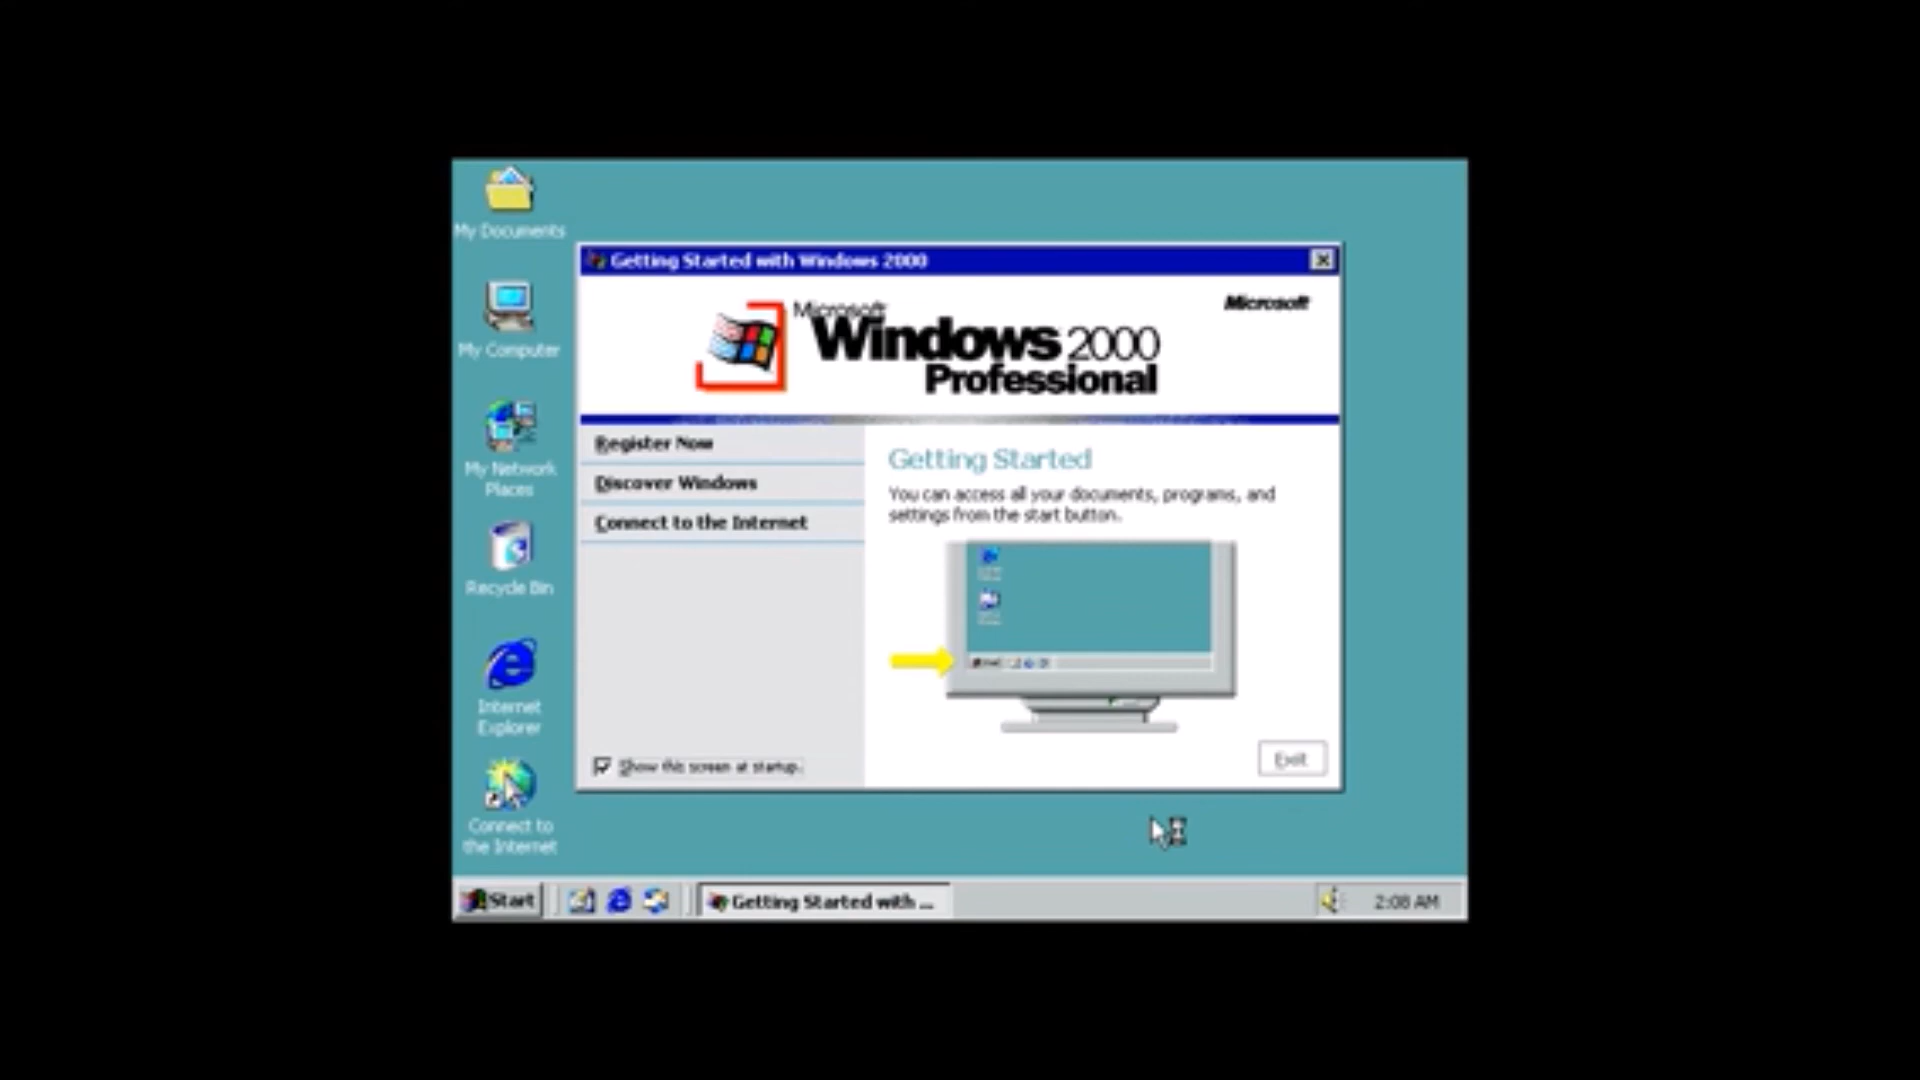 My Documents
My Computer
My Network
Places
Recycle Bin
Internet
Explorer
Connect to
the Internet
Getting Started with Windows 2000
Microsoft
Windows 2000
Professional
Microsoft
Register Now
Discover Windows
Connect to the Internet
Show this screen at startup.
Getting Started
You can access all your documents, programs, and
settings from the start button.
Exit
Start
Getting Started with ...
2:08 AM